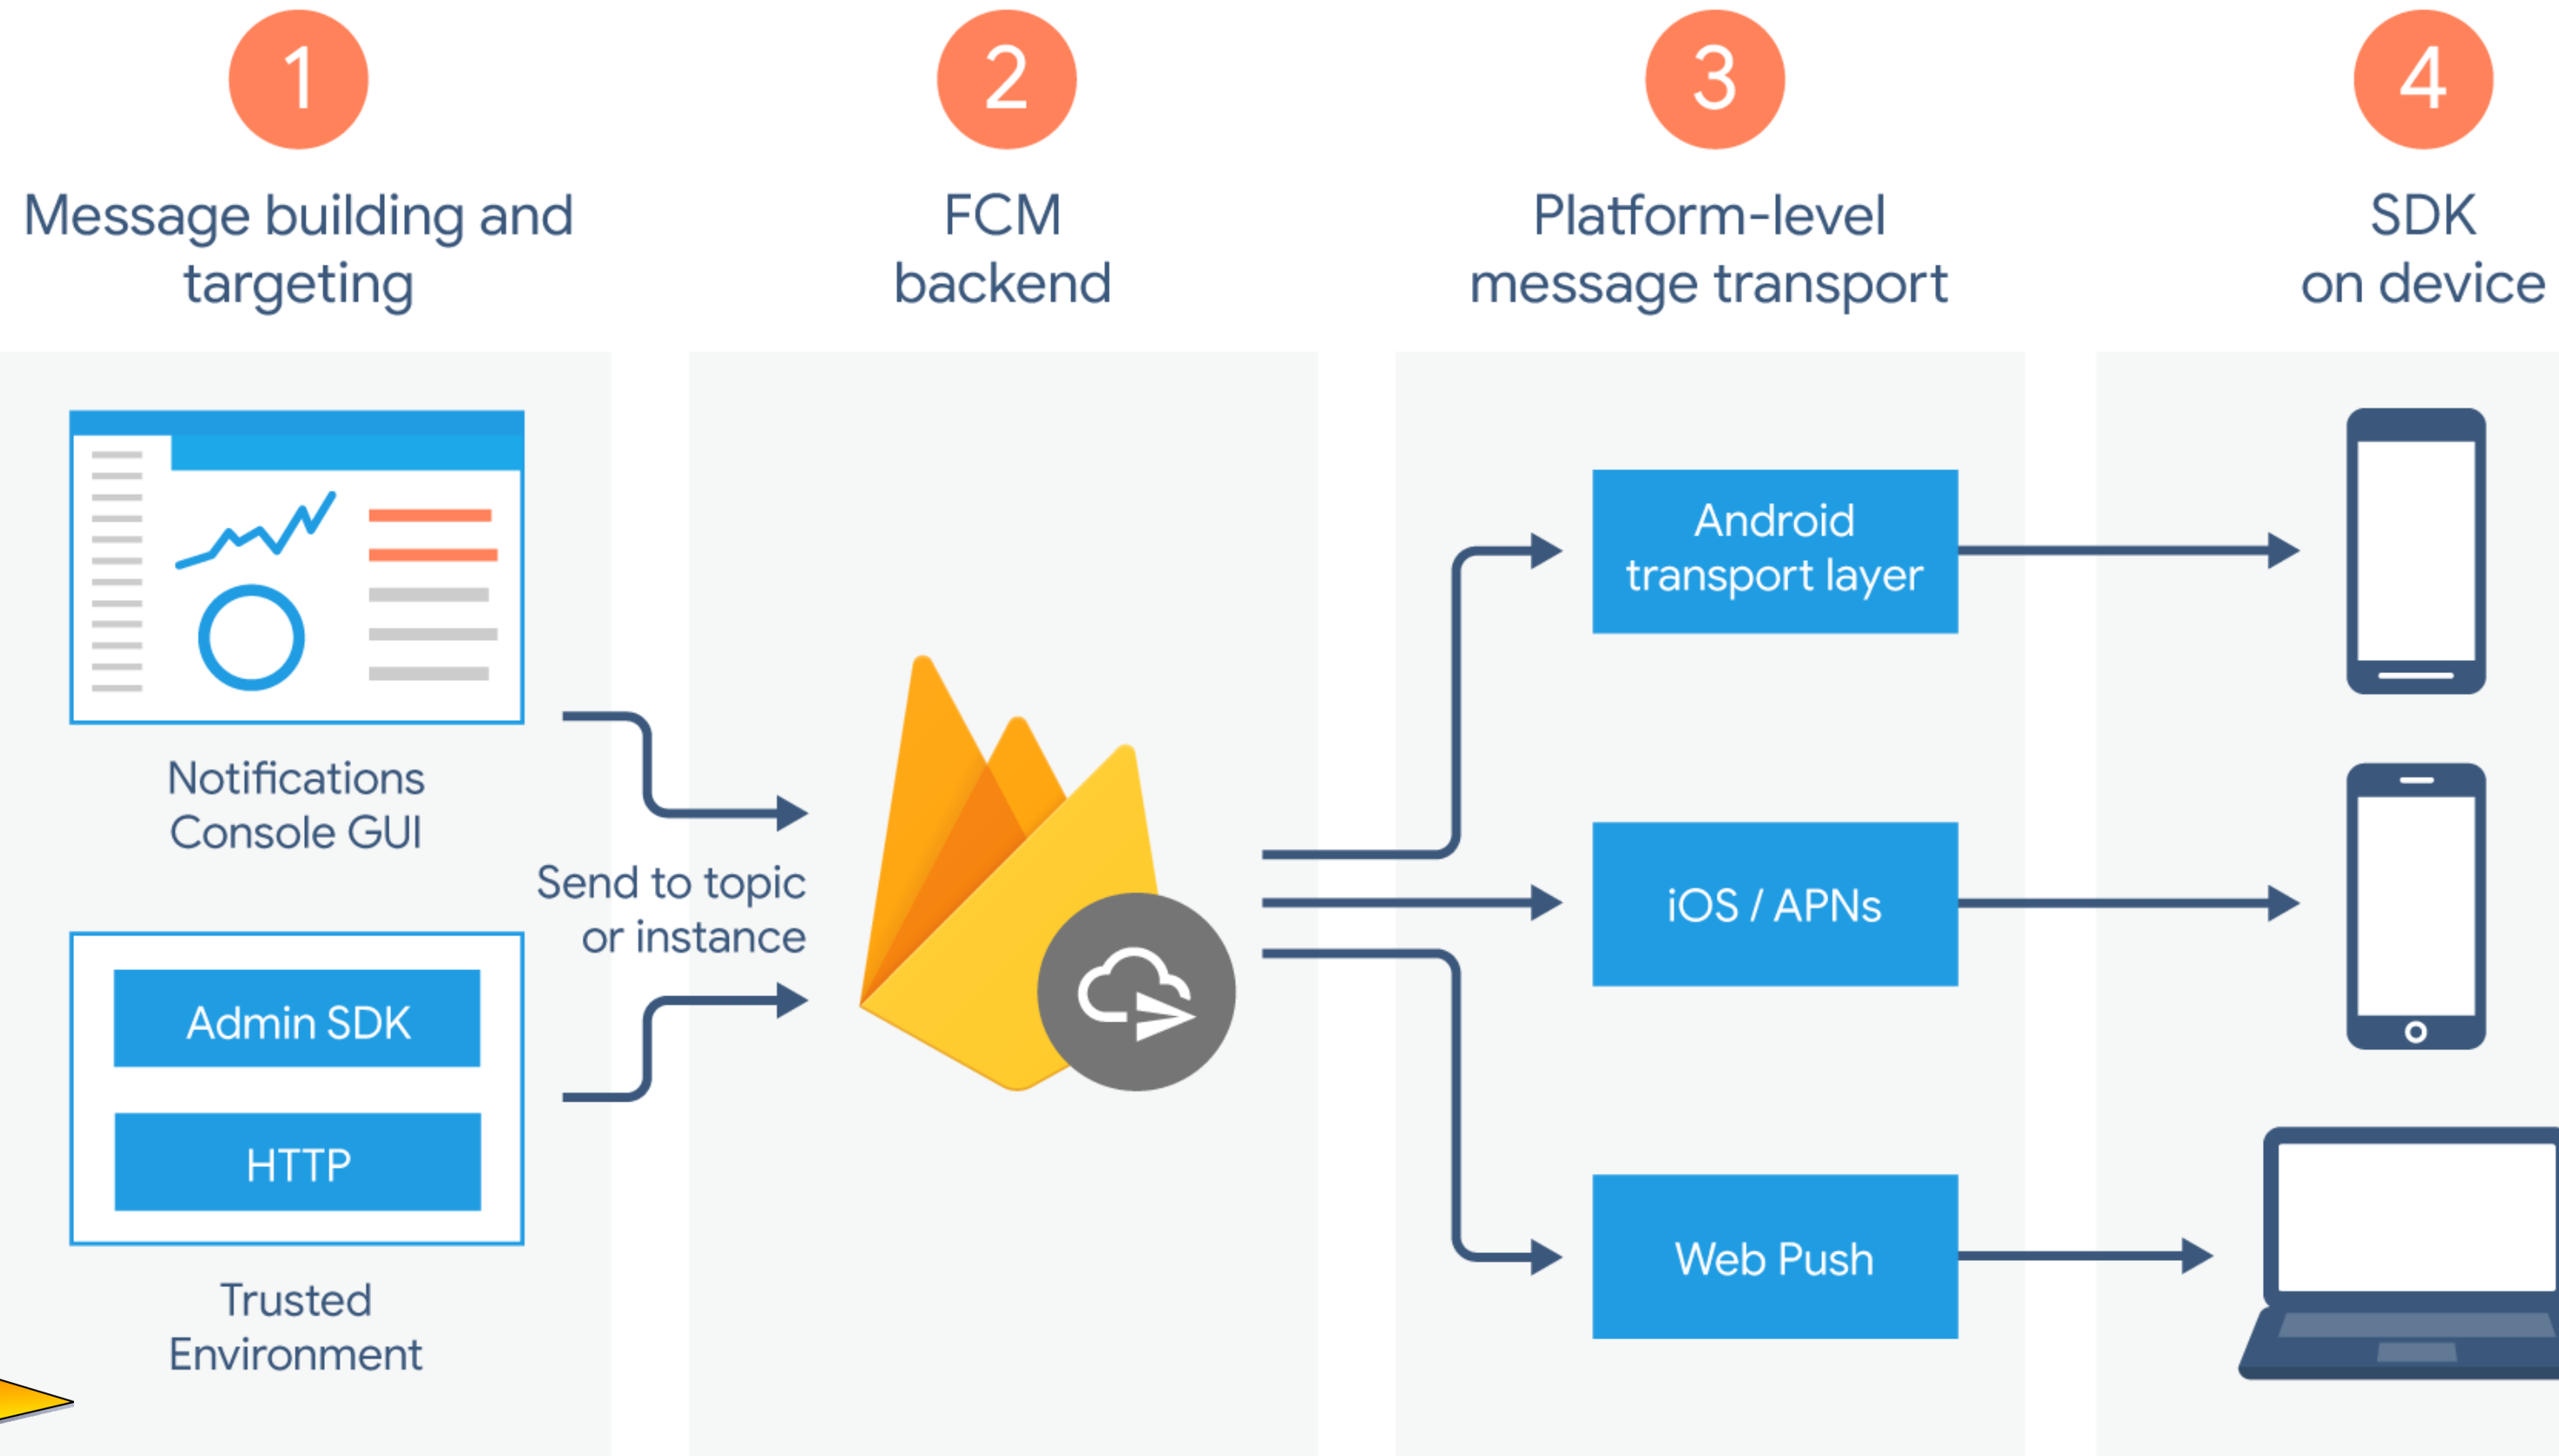 1
Message building and
targeting
2
FCM
backend
3
Platform-level
message transport
4
SDK
on device
Notifications
Console GUI
Send to topic
or instance
Admin SDK
HTTP
Trusted
Environment
Android
transport layer
iOS / APNs
Web Push